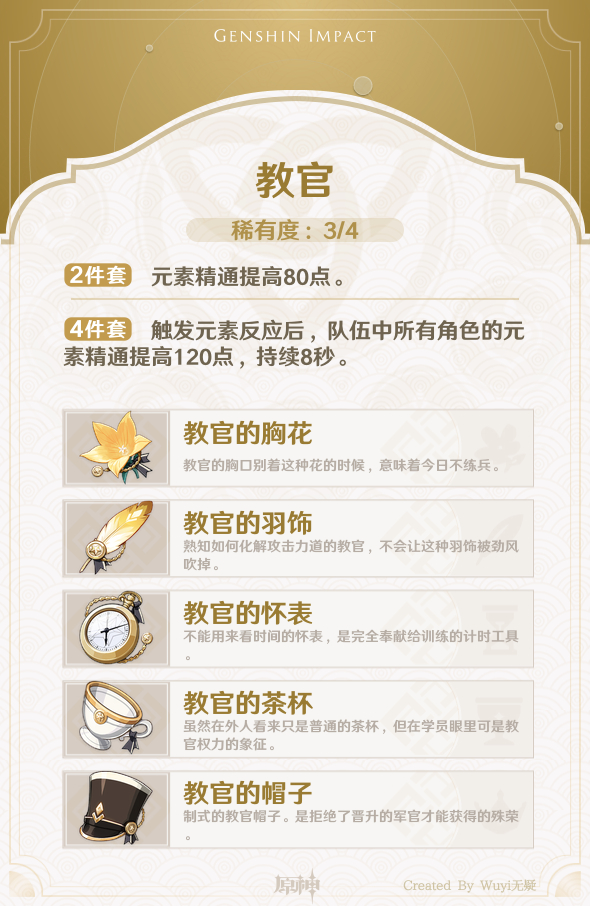 GENSHIN IMPACT
教官
稀有度：3/4
2件套 元素精通提高80点。
4件套 触发元素反应后，队伍中所有角色的元
素精通提高120点，持续8秒。
教官的胸花
教官的胸口别着这种花的时候，意味着今日不练兵。
教官的羽饰
熟知如何化解攻击力道的教官，不会让这种羽饰被劲风
吹掉。
教官的怀表
不能用来看时间的怀表，是完全奉献给训练的计时工具
。
教官的茶杯
虽然在外人看来只是普通的茶杯，但在学员眼里可是教
官权力的象征。
教官的帽子
制式的教官帽子。是拒绝了晋升的军官才能获得的殊荣
。
原神
Created By Wuyi无疑